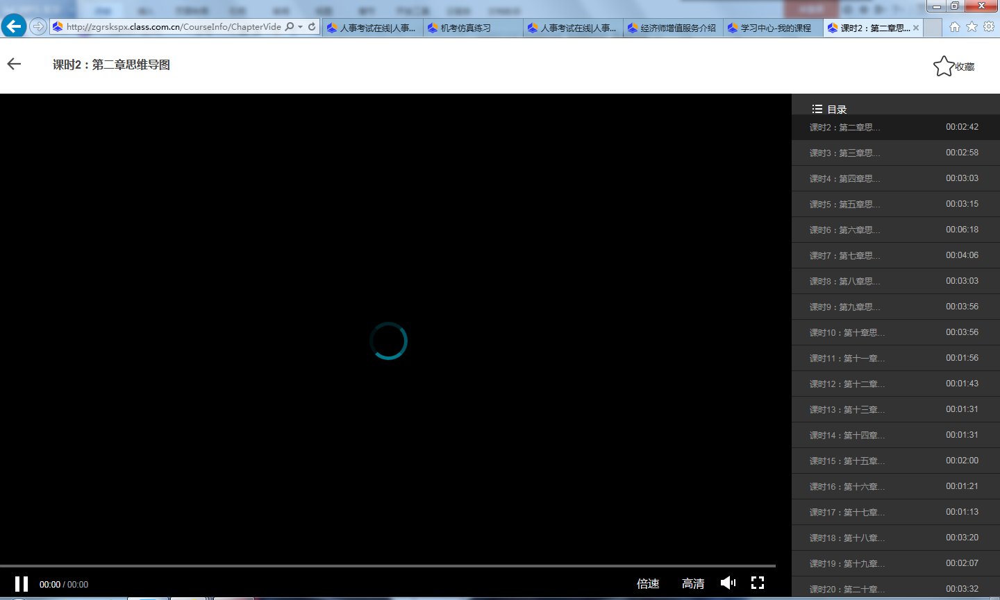 http://zgrskspx.class.com.cn/CourseInfo/ChapterVide
人事考试在线|人事...
机考仿真练习
人事考试在线|人事...
经济师增值服务介绍
学习中心-我的课程
课时2：第二章思...
课时2：第二章思维导图
收藏
目录
课时2：第二章思... 00:02:42
课时3：第三章思... 00:02:58
课时4：第四章思... 00:03:03
课时5：第五章思... 00:03:15
课时6：第六章思... 00:06:18
课时7：第七章思... 00:04:06
课时8：第八章思... 00:03:03
课时9：第九章思... 00:03:56
课时10：第十章思... 00:03:56
课时11：第十一章... 00:01:56
课时12：第十二章... 00:01:43
课时13：第十三章... 00:01:31
课时14：第十四章... 00:01:31
课时15：第十五章... 00:02:00
课时16：第十六章... 00:01:21
课时17：第十七章... 00:01:13
课时18：第十八章... 00:03:20
课时19：第十九章... 00:02:07
课时20：第二十章... 00:03:32
00:00 / 00:00
倍速
高清